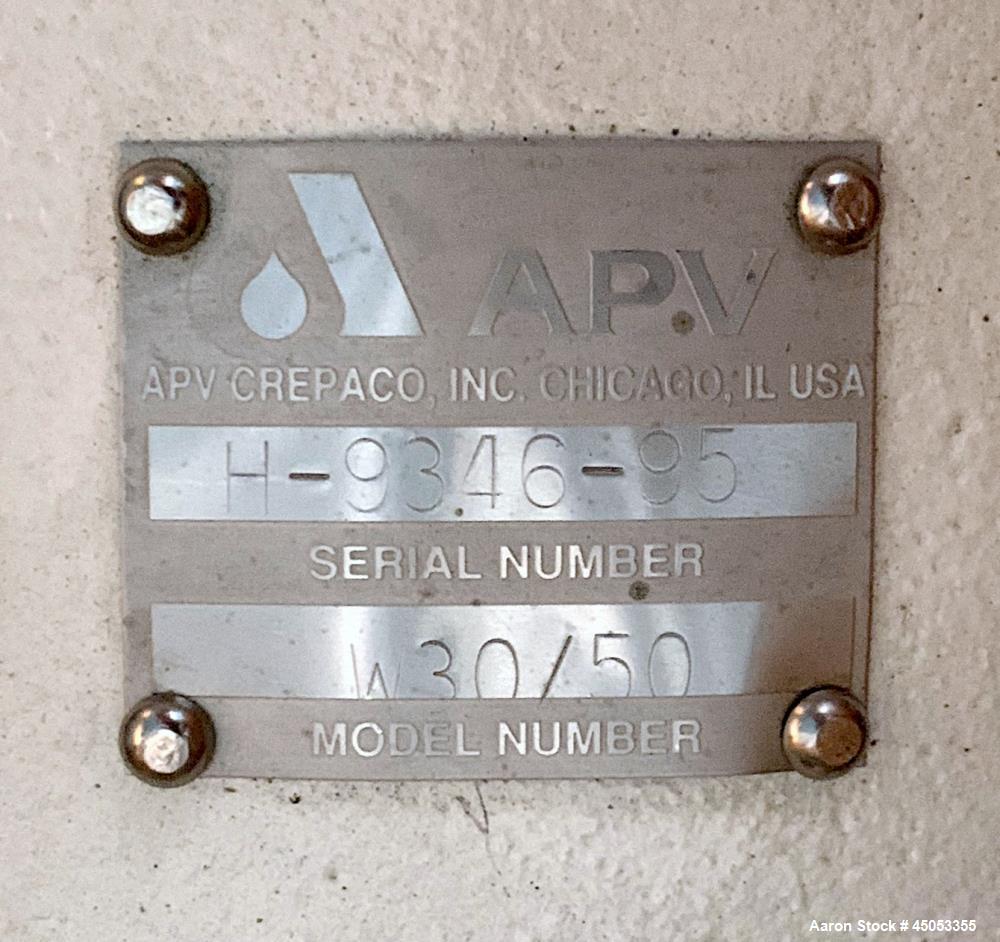 APV
APV CREPACO, INC. CHICAGO, IL USA
H-9346-95
SERIAL NUMBER
W30/50
MODEL NUMBER
Aaron Stock # 45053355